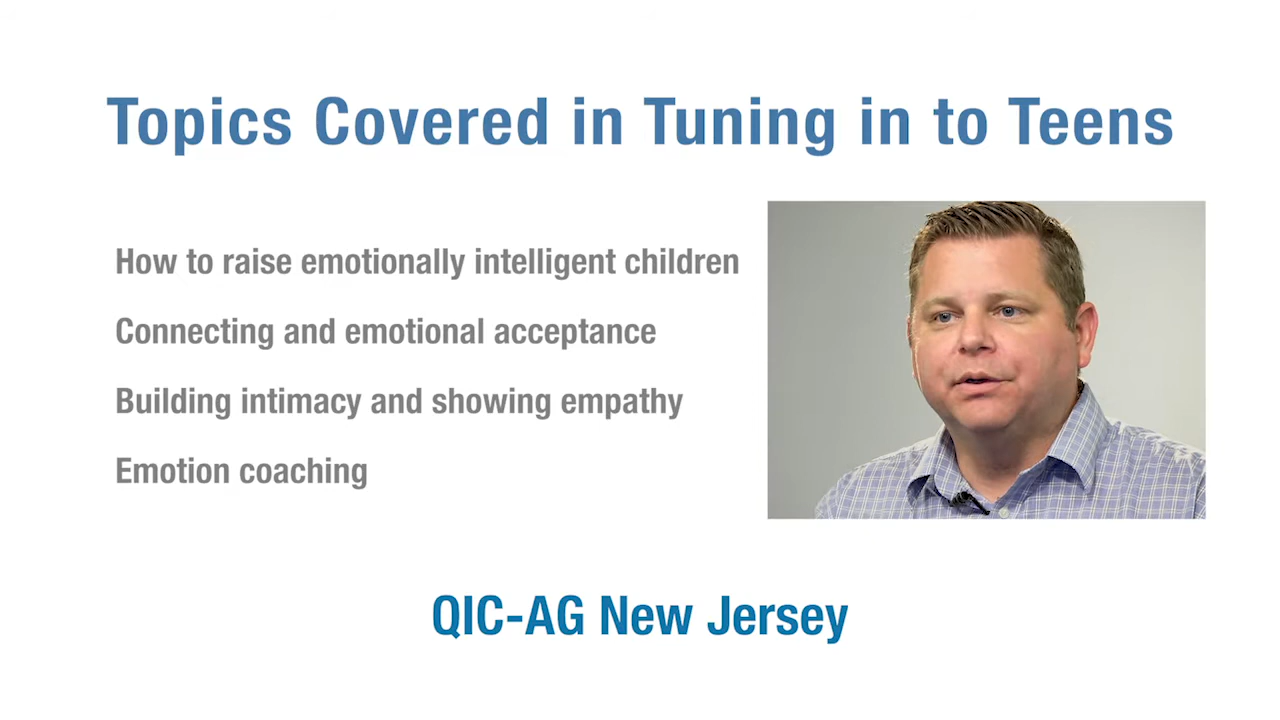 Topics Covered in Tuning in to Teens
How to raise emotionally intelligent children
Connecting and emotional acceptance
Building intimacy and showing empathy
Emotion coaching
QIC-AG New Jersey